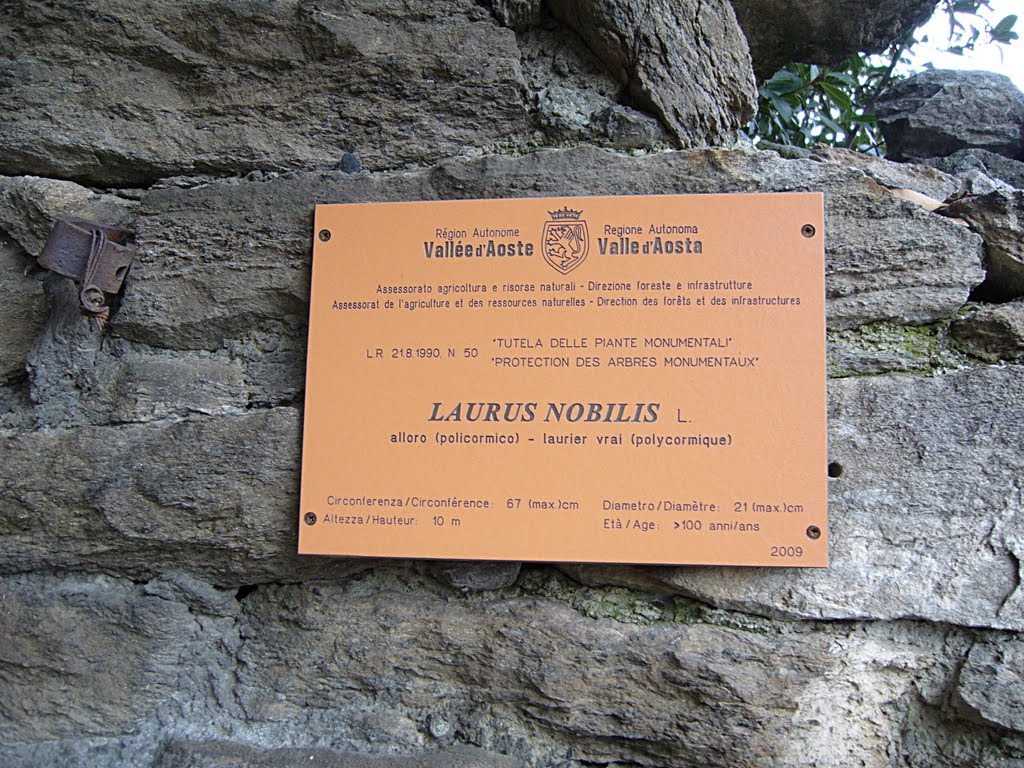 Région Autonome
Vallée d'Aoste
Regione Autonoma
Valle d'Aosta
Assessorato agricoltura e risorse naturali - Direzione foreste e infrastrutture
Assessorat de l'agriculture et des ressources naturelles - Direction des forêts et des infrastructures
L.R. 21.8.1990, N. 50
"TUTELA DELLE PIANTE MONUMENTALI"
"PROTECTION DES ARBRES MONUMENTAUX"
LAURUS NOBILIS L.
alloro (policormico) - laurier vrai (polycormique)
Circonferenza/Circonférence: 67 (max.)cm
Altezza/Hauteur: 10 m
Diametro/Diamètre: 21 (max.)cm
Età/Age: >100 anni/ans
2009